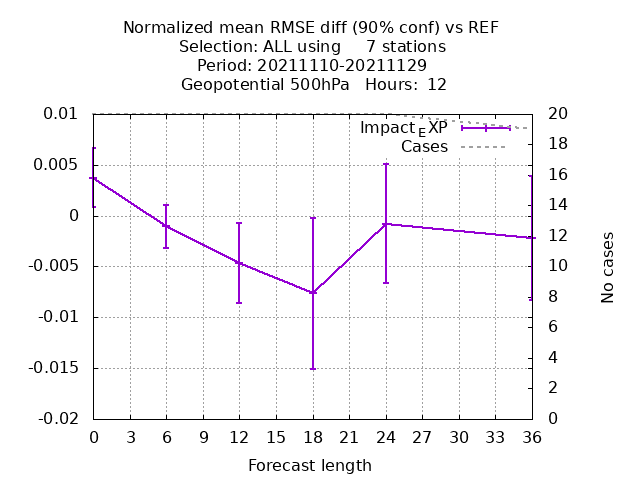 Normalized mean RMSE diff (90% conf) vs REF
Selection: ALL using     7 stations
Period: 20211110-20211129
Geopotential 500hPa   Hours:  12
0.01
0.005
0
-0.005
-0.01
-0.015
-0.02
Impact_EXP
Cases
20
18
16
14
12
10
8
6
4
2
0
No cases
0 3 6 9 12 15 18 21 24 27 30 33 36
Forecast length